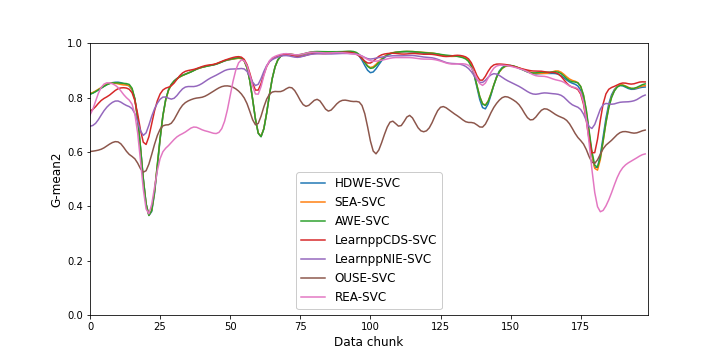 1.0
0.8
0.6
0.4
0.2
0.0
G-mean2
HDWE-SVC
SEA-SVC
AWE-SVC
LearnppCDS-SVC
LearnppNIE-SVC
OUSE-SVC
REA-SVC
0 25 50 75 100 125 150 175
Data chunk